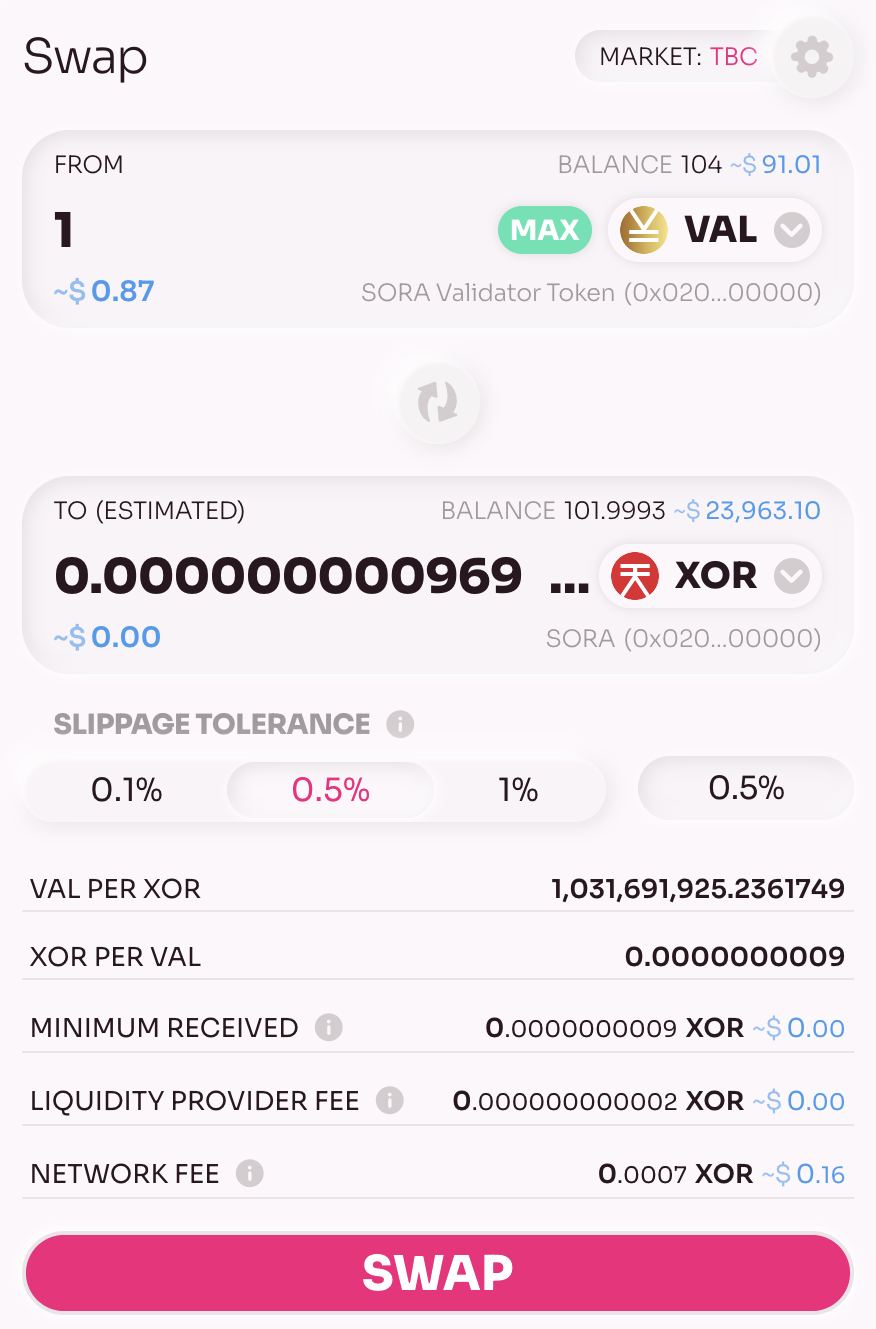 Swap
MARKET: TBC
FROM
BALANCE 104 ~$ 91.01
1
MAX
VAL
~$ 0.87
SORA Validator Token (0x020...00000)
TO (ESTIMATED)
BALANCE 101.9993 ~$ 23,963.10
0.000000000969 ...
XOR
~$ 0.00
SORA (0x020...00000)
SLIPPAGE TOLERANCE
0.1% 0.5% 1% 0.5%
VAL PER XOR 1,031,691,925.2361749
XOR PER VAL 0.0000000009
MINIMUM RECEIVED 0.0000000009 XOR ~$ 0.00
LIQUIDITY PROVIDER FEE 0.000000000002 XOR ~$ 0.00
NETWORK FEE 0.0007 XOR ~$ 0.16
SWAP